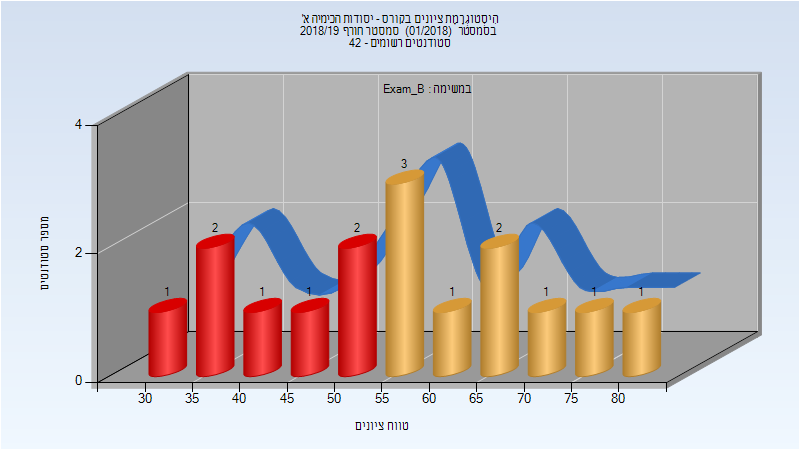 היסטוגרמת ציונים בקורס - יסודות הכימיה א'
בסמסטר (01/2018) סמסטר חורף 2018/19
סטודנטים רשומים - 42
במשימה : Exam_B
מספר סטודנטים
4
2
0
1
2
1
1
2
3
1
2
1
1
1
30 35 40 45 50 55 60 65 70 75 80
טווח ציונים